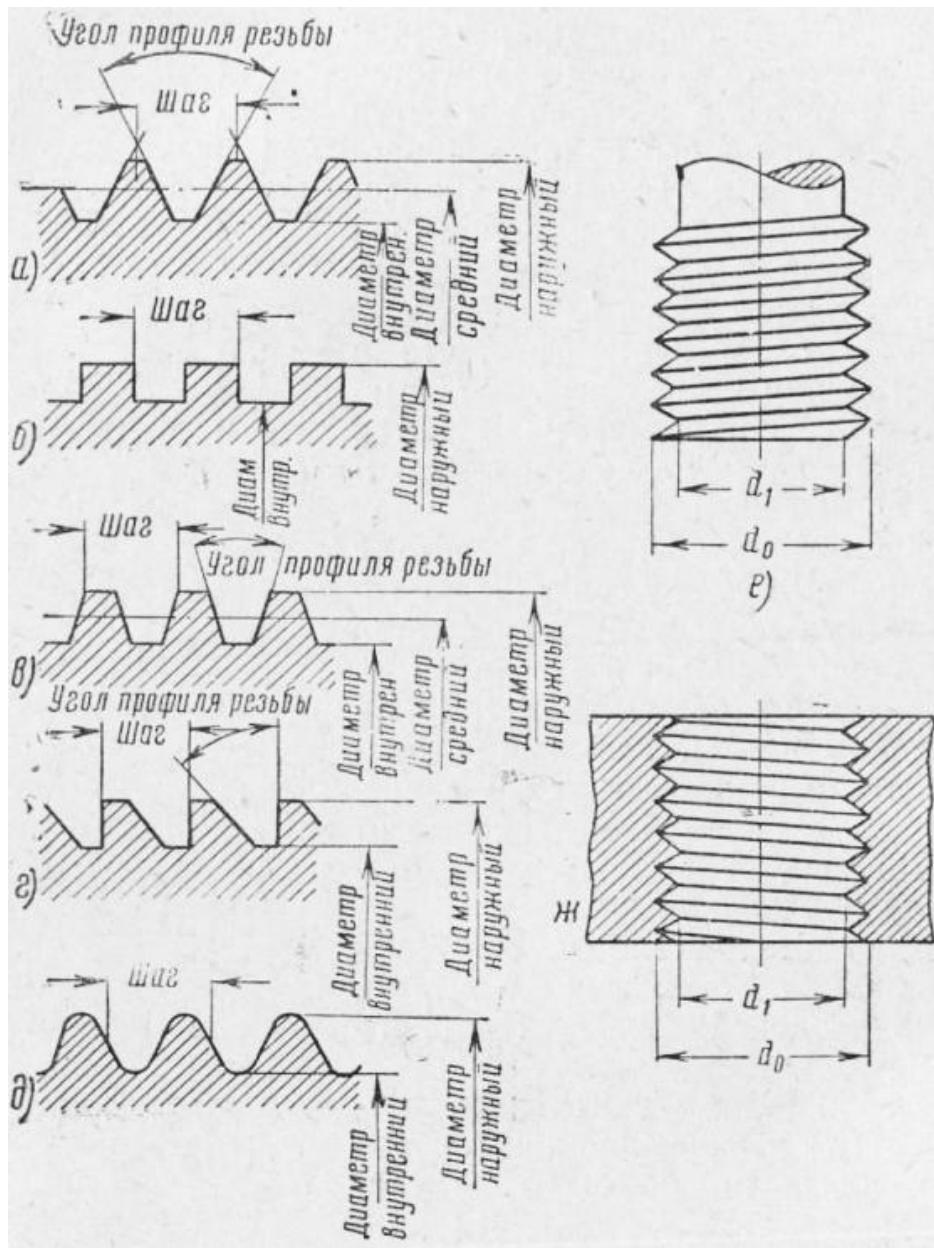 Угол профиля резьбы
Шаг
Диаметр
внутрен.
Диаметр
средний
Диаметр
наружный
а)
Шаг
б)
Диам
внутр.
Диаметр
наружный
Шаг
Угол профиля резьбы
в)
Диаметр
внутрен
Диаметр
средний
Диаметр
наружный
Угол профиля резьбы
Шаг
г)
Диаметр
внутренний
Диаметр
наружный
Шаг
д)
Диаметр
внутренний
Диаметр
наружный
d₁
d₀
е)
ж
d₁
d₀